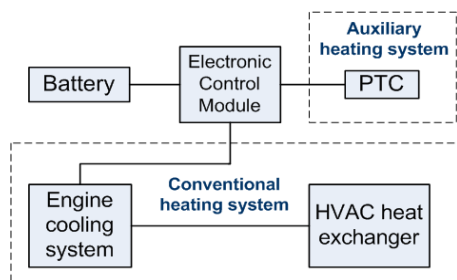 Auxiliary
heating system
Battery
Electronic
Control
Module
PTC
Conventional
heating system
Engine
cooling
system
HVAC heat
exchanger